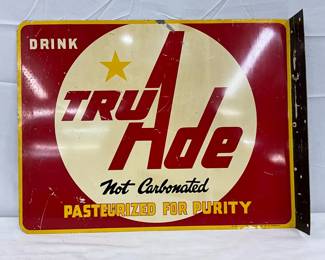 DRINK
TRU Ade
Not Carbonated
PASTEURIZED FOR PURITY